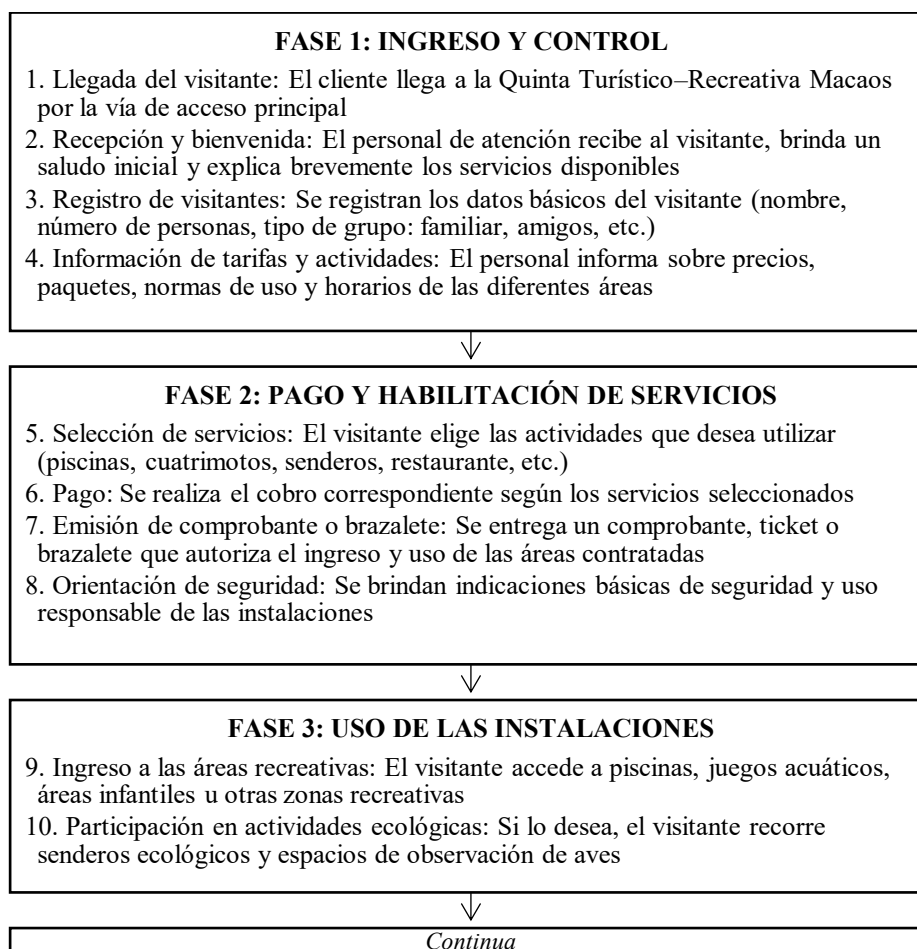 FASE 1: INGRESO Y CONTROL
1. Llegada del visitante: El cliente llega a la Quinta Turístico–Recreativa Macaos
por la vía de acceso principal
2. Recepción y bienvenida: El personal de atención recibe al visitante, brinda un
saludo inicial y explica brevemente los servicios disponibles
3. Registro de visitantes: Se registran los datos básicos del visitante (nombre,
número de personas, tipo de grupo: familiar, amigos, etc.)
4. Información de tarifas y actividades: El personal informa sobre precios,
paquetes, normas de uso y horarios de las diferentes áreas
FASE 2: PAGO Y HABILITACIÓN DE SERVICIOS
5. Selección de servicios: El visitante elige las actividades que desea utilizar
(piscinas, cuatrimotos, senderos, restaurante, etc.)
6. Pago: Se realiza el cobro correspondiente según los servicios seleccionados
7. Emisión de comprobante o brazalete: Se entrega un comprobante, ticket o
brazalete que autoriza el ingreso y uso de las áreas contratadas
8. Orientación de seguridad: Se brindan indicaciones básicas de seguridad y uso
responsable de las instalaciones
FASE 3: USO DE LAS INSTALACIONES
9. Ingreso a las áreas recreativas: El visitante accede a piscinas, juegos acuáticos,
áreas infantiles u otras zonas recreativas
10. Participación en actividades ecológicas: Si lo desea, el visitante recorre
senderos ecológicos y espacios de observación de aves
Continua